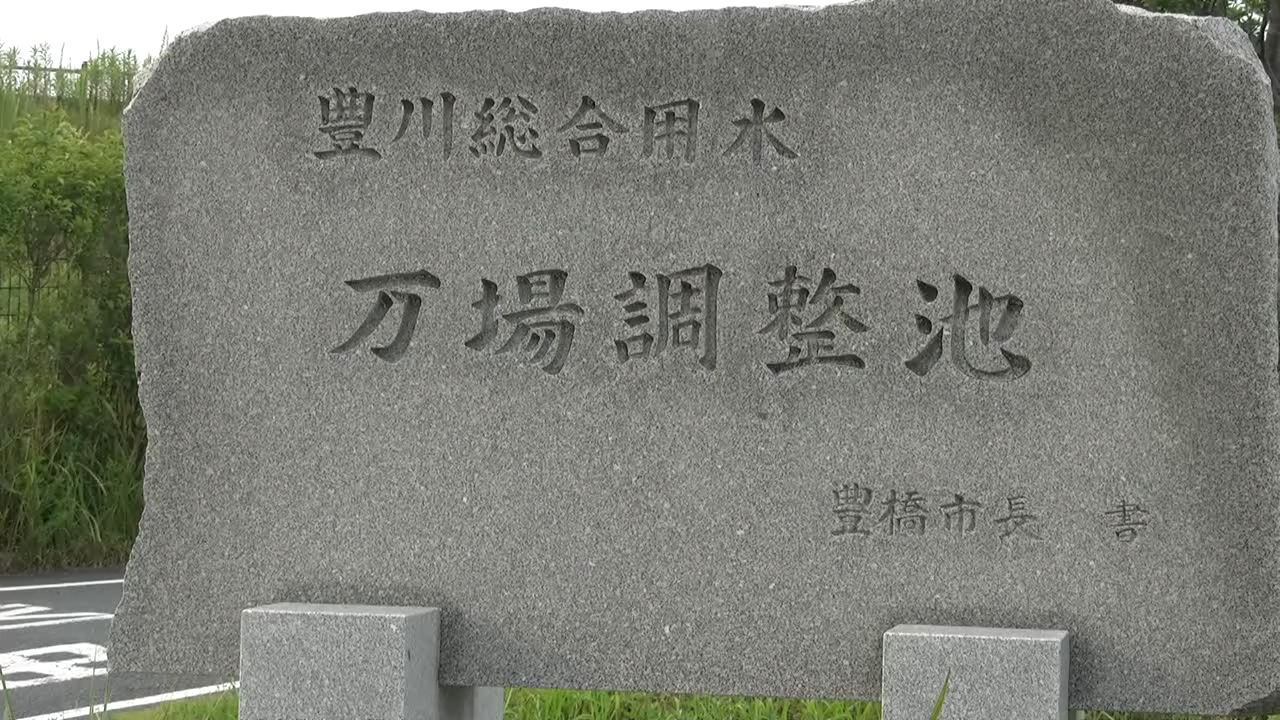 豊川総合用水
万場調整池
豊橋市長 書